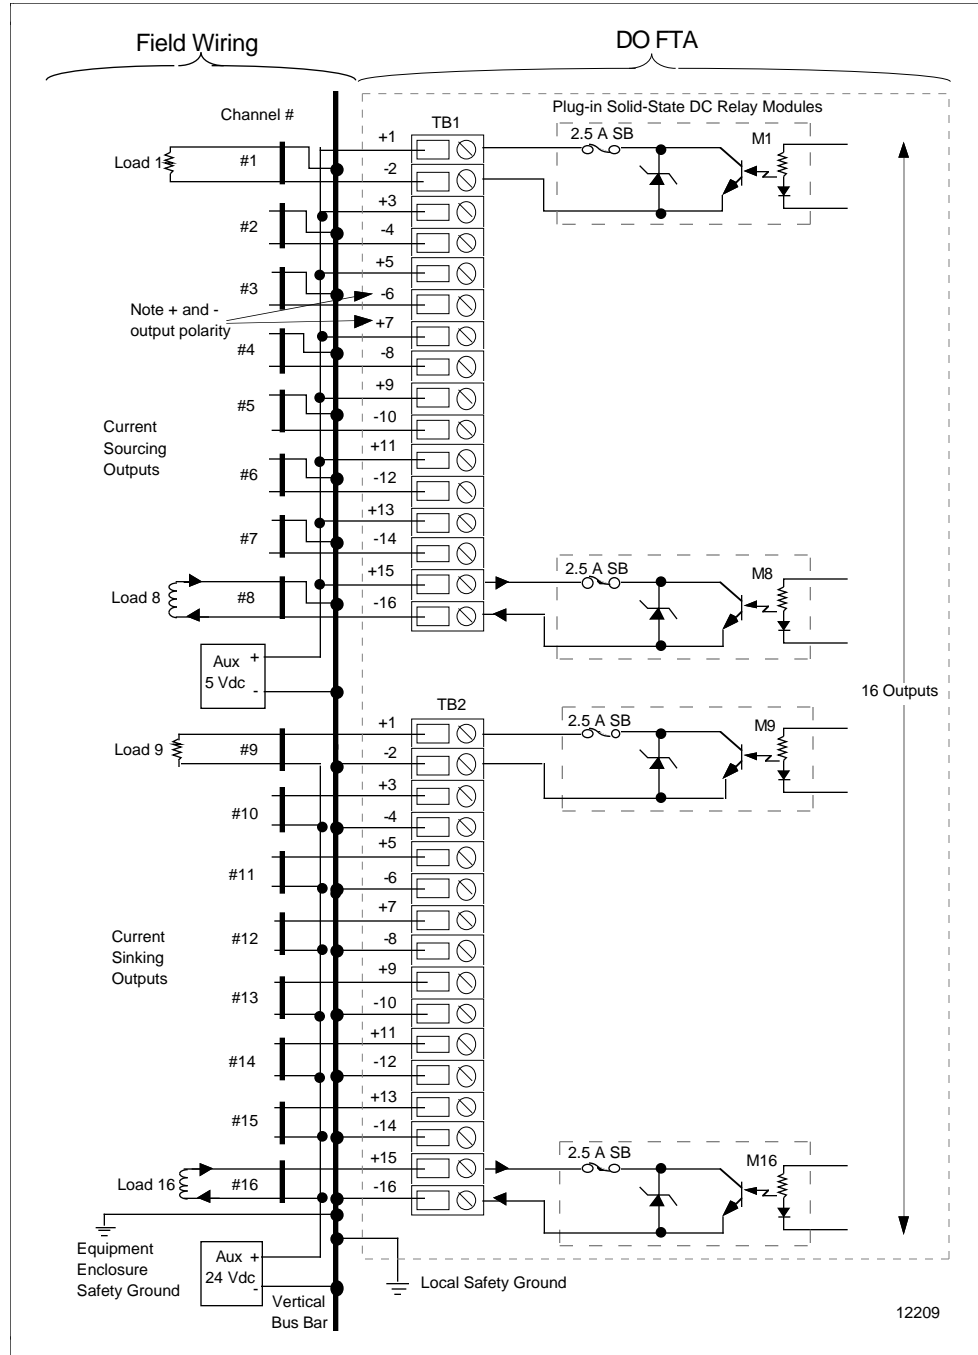 Field Wiring
DO FTA
Channel #
TB1
Plug-in Solid-State DC Relay Modules
2.5 A SB
M1
Load 1
#1
+1
-2
#2
+3
-4
#3
+5
-6
Note + and -
output polarity
+7
#4
-8
#5
+9
-10
Current
Sourcing
Outputs
#6
+11
-12
#7
+13
-14
Load 8
#8
+15
-16
2.5 A SB
M8
Aux +
5 Vdc -
16 Outputs
TB2
2.5 A SB
M9
Load 9
#9
+1
-2
#10
+3
-4
#11
+5
-6
#12
+7
-8
Current
Sinking
Outputs
#13
+9
-10
#14
+11
-12
#15
+13
-14
Load 16
#16
+15
-16
2.5 A SB
M16
Equipment
Enclosure
Safety Ground
Aux +
24 Vdc -
Vertical
Bus Bar
Local Safety Ground
12209